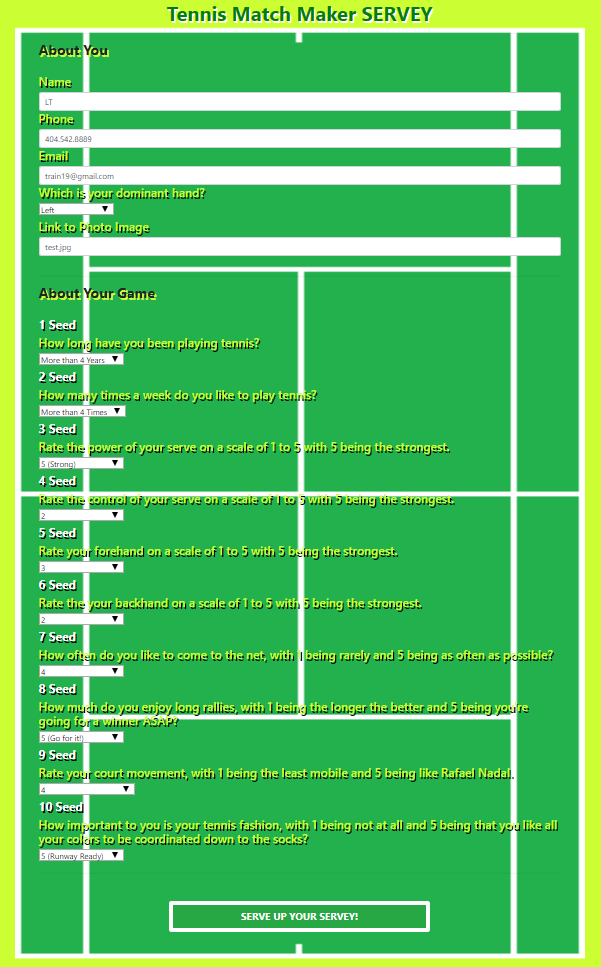 Tennis Match Maker SERVEY
About You
Name
LT
Phone
404.542.8889
Email
train19@gmail.com
Which is your dominant hand?
Left
Link to Photo Image
test.jpg
About Your Game
1 Seed
How long have you been playing tennis?
More than 4 Years
2 Seed
How many times a week do you like to play tennis?
More than 4 Times
3 Seed
Rate the power of your serve on a scale of 1 to 5 with 5 being the strongest.
5 (Strong)
4 Seed
Rate the control of your serve on a scale of 1 to 5 with 5 being the strongest.
2
5 Seed
Rate your forehand on a scale of 1 to 5 with 5 being the strongest.
3
6 Seed
Rate the your backhand on a scale of 1 to 5 with 5 being the strongest.
2
7 Seed
How often do you like to come to the net, with 1 being rarely and 5 being as often as possible?
4
8 Seed
How much do you enjoy long rallies, with 1 being the longer the better and 5 being you're
going for a winner ASAP?
5 (Go for it!)
9 Seed
Rate your court movement, with 1 being the least mobile and 5 being like Rafael Nadal.
4
10 Seed
How important to you is your tennis fashion, with 1 being not at all and 5 being that you like all
your colors to be coordinated down to the socks?
5 (Runway Ready)
SERVE UP YOUR SERVEY!